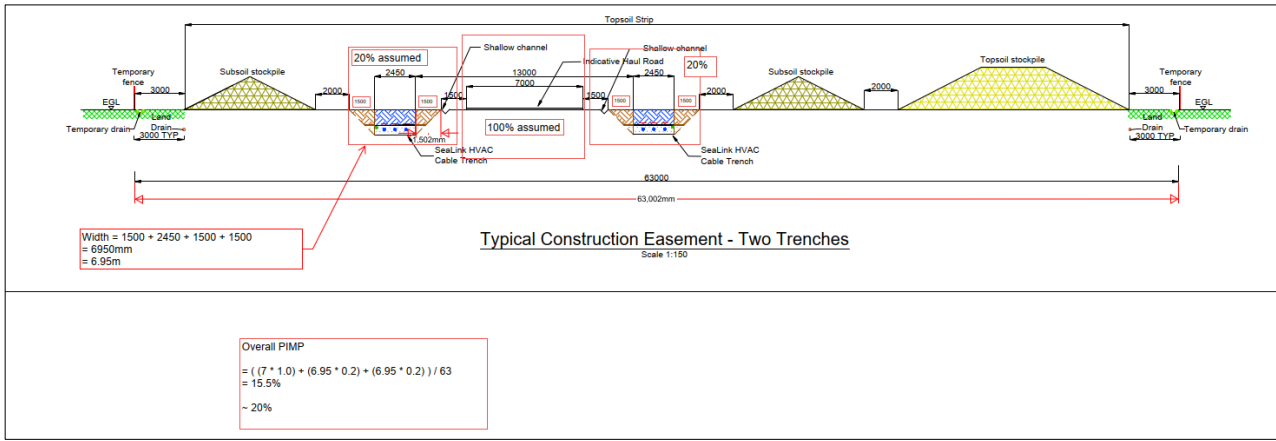 Topsoil Strip
20% assumed
Shallow channel
Shallow channel
20%
Indicative Haul Road
Temporary
fence
Subsoil stockpile
2450
13000
2450
Subsoil stockpile
Topsoil stockpile
Temporary
fence
3000
2000
7000
2000
2000
3000
EGL
1500
1500
1500
1500
1500
1500
EGL
Land
Drain
Temporary drain
3000 TYP.
100% assumed
1,502mm
Land
Drain
Temporary drain
3000 TYP.
SeaLink HVAC
Cable Trench
SeaLink HVAC
Cable Trench
63000
63,002mm
Width = 1500 + 2450 + 1500 + 1500
= 6950mm
= 6.95m
Typical Construction Easement - Two Trenches
Scale 1:150
Overall PIMP
= ( (7 * 1.0) + (6.95 * 0.2) + (6.95 * 0.2) ) / 63
= 15.5%
~ 20%